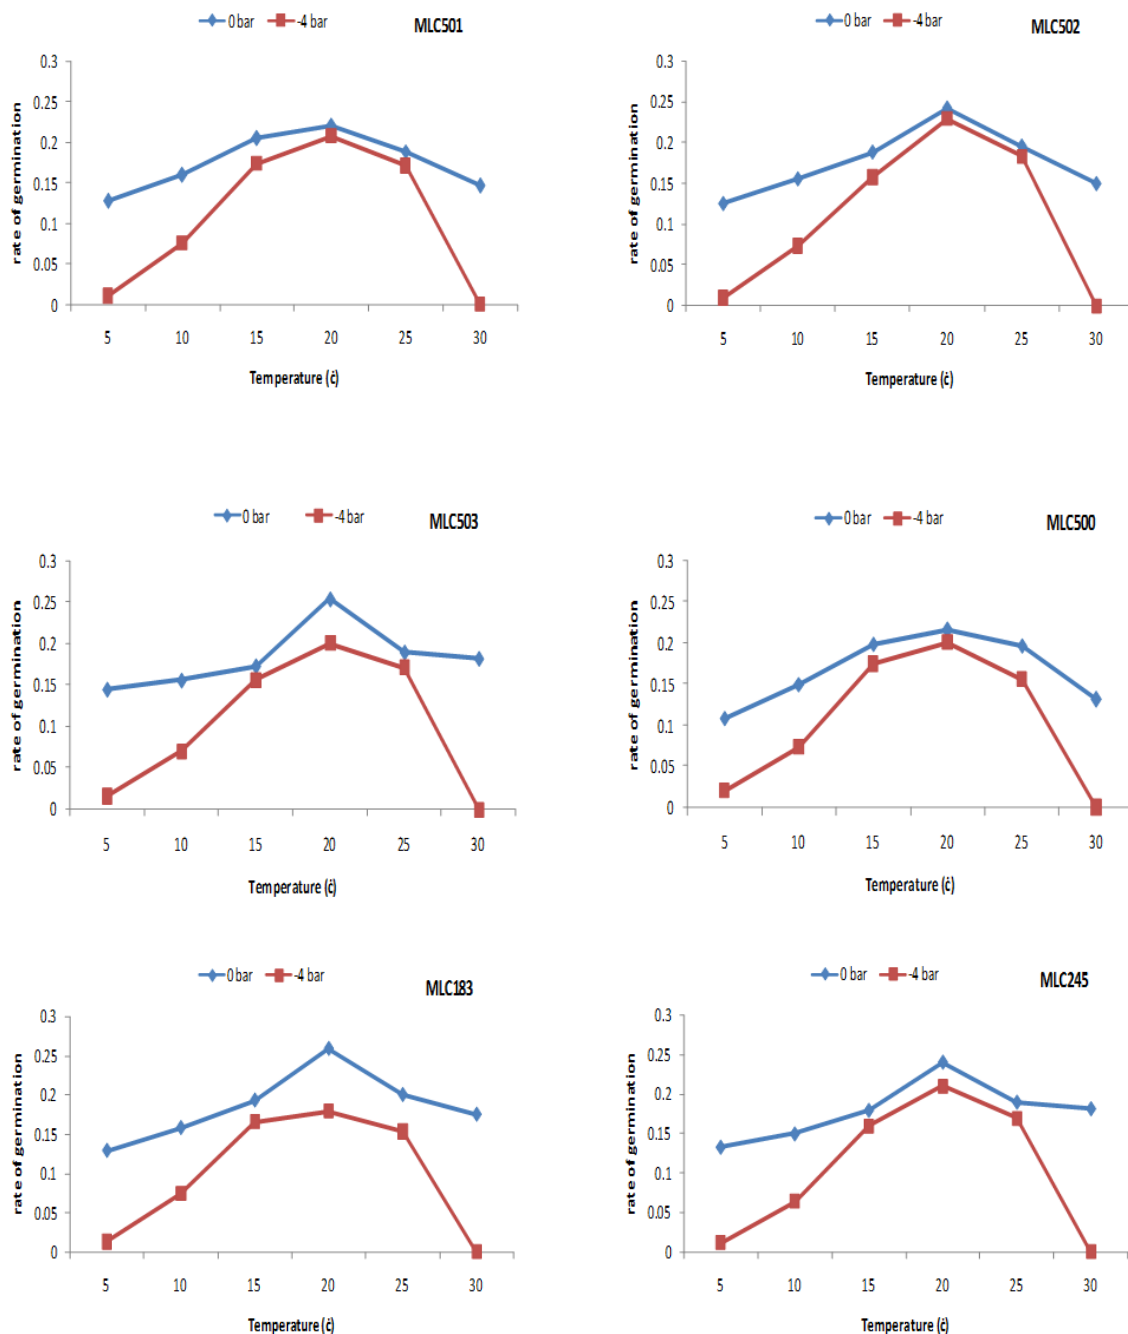 0 bar -4 bar MLC501
0.3
0.25
0.2
0.15
0.1
0.05
0
5 10 15 20 25 30
rate of germination
Temperature (ċ)
0 bar -4 bar MLC502
0.3
0.25
0.2
0.15
0.1
0.05
0
5 10 15 20 25 30
rate of germination
Temperature (ċ)
0 bar -4 bar MLC503
0.3
0.25
0.2
0.15
0.1
0.05
0
5 10 15 20 25 30
rate of germination
Temperature (ċ)
0 bar -4 bar MLC500
0.3
0.25
0.2
0.15
0.1
0.05
0
5 10 15 20 25 30
rate of germination
Temperature (ċ)
0 bar -4 bar MLC183
0.3
0.25
0.2
0.15
0.1
0.05
0
5 10 15 20 25 30
rate of germination
Temperature (ċ)
0 bar -4 bar MLC245
0.3
0.25
0.2
0.15
0.1
0.05
0
5 10 15 20 25 30
rate of germination
Temperature (ċ)